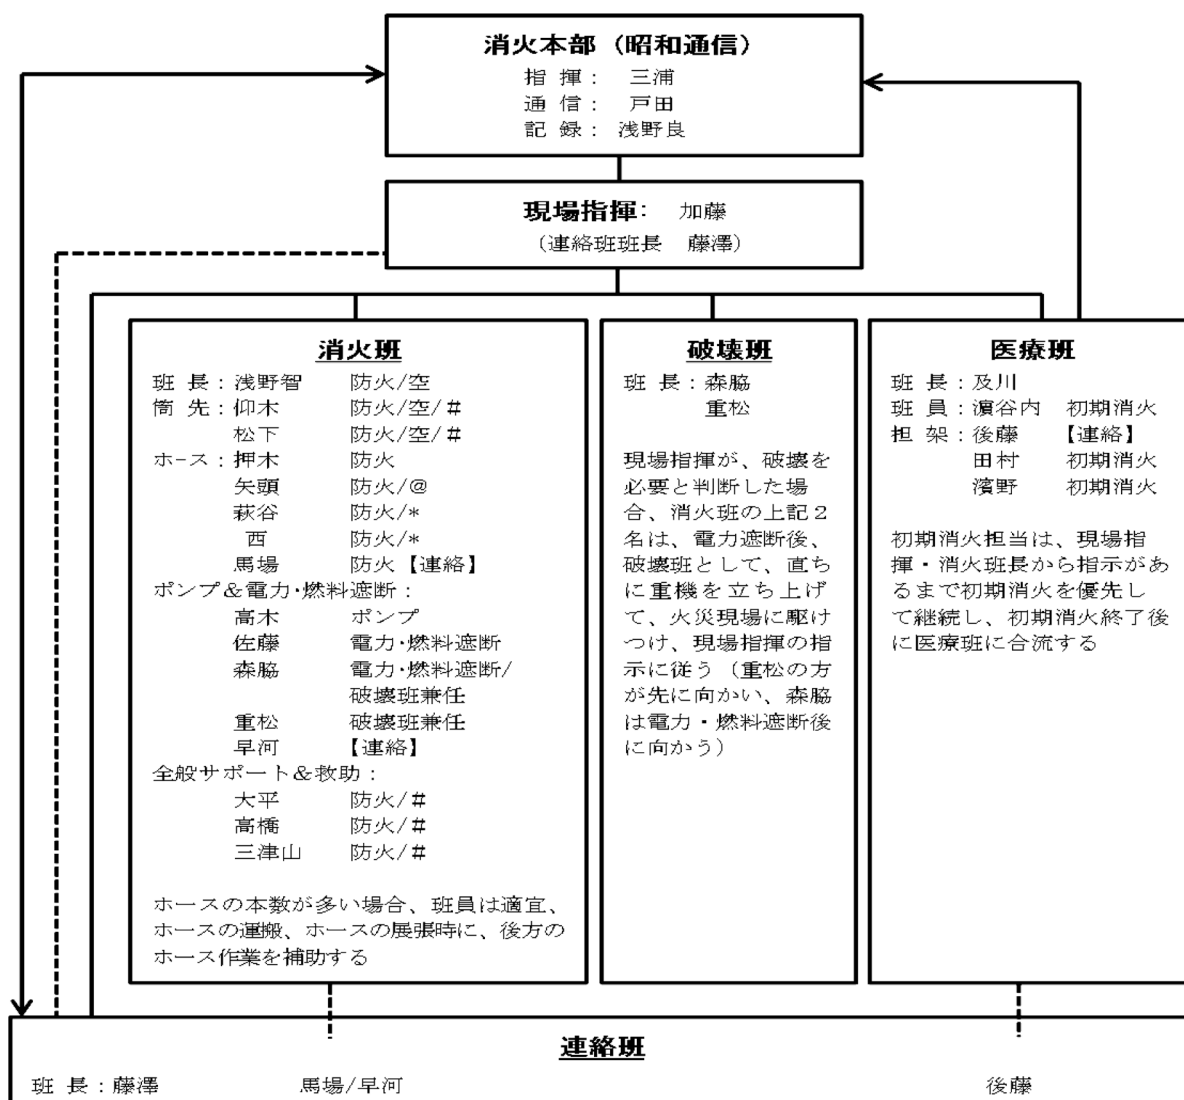 消火本部（昭和通信）
指 揮： 三浦
通 信： 戸田
記 録： 浅野良
現場指揮： 加藤
（連絡班班長 藤澤）
消火班
班 長：浅野智 防火/空
筒 先：仰木 防火/空/＃
松下 防火/空/＃
ホース：押木 防火
矢頭 防火/@
萩谷 防火/*
西 防火/*
馬場 防火【連絡】
ポンプ＆電力・燃料遮断：
高木 ポンプ
佐藤 電力・燃料遮断
森脇 電力・燃料遮断/
破壊班兼任
重松 破壊班兼任
早河 【連絡】
全般サポート＆救助：
大平 防火/＃
高橋 防火/＃
三津山 防火/＃
ホースの本数が多い場合、班員は適宜、
ホースの運搬、ホースの展張時に、後方の
ホース作業を補助する
破壊班
班 長：森脇
重松
現場指揮が、破壊を
必要と判断した場
合、消火班の上記２
名は、電力遮断後、
破壊班として、直ち
に重機を立ち上げ
て、火災現場に駆け
つけ、現場指揮の指
示に従う（重松の方
が先に向かい、森脇
は電力・燃料遮断後
に向かう）
医療班
班 長：及川
班 員：濵谷内 初期消火
担 架：後藤 【連絡】
田村 初期消火
濱野 初期消火
初期消火担当は、現場指
揮・消火班長から指示があ
るまで初期消火を優先し
て継続し、初期消火終了後
に医療班に合流する
連絡班
班 長：藤澤 馬場/早河 後藤